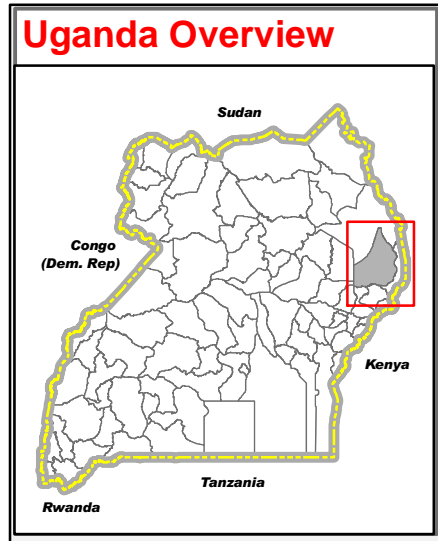 Uganda Overview
Sudan
Congo
(Dem. Rep)
Kenya
Tanzania
Rwanda